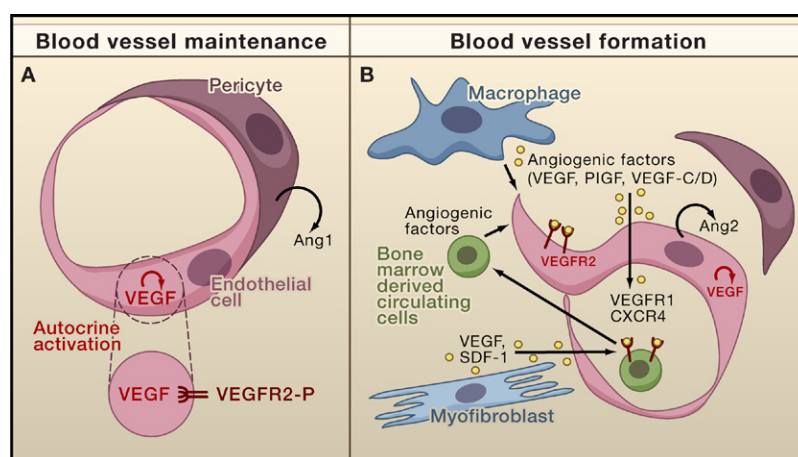 Blood vessel maintenance
Blood vessel formation
A
Pericyte
Ang1
VEGF
Endothelial
cell
Autocrine
activation
VEGF
VEGFR2-P
B
Macrophage
Angiogenic factors
(VEGF, PlGF, VEGF-C/D)
Angiogenic
factors
VEGFR2
Ang2
Bone
marrow
derived
circulating
cells
VEGF
VEGFR1
CXCR4
VEGF,
SDF-1
Myofibroblast